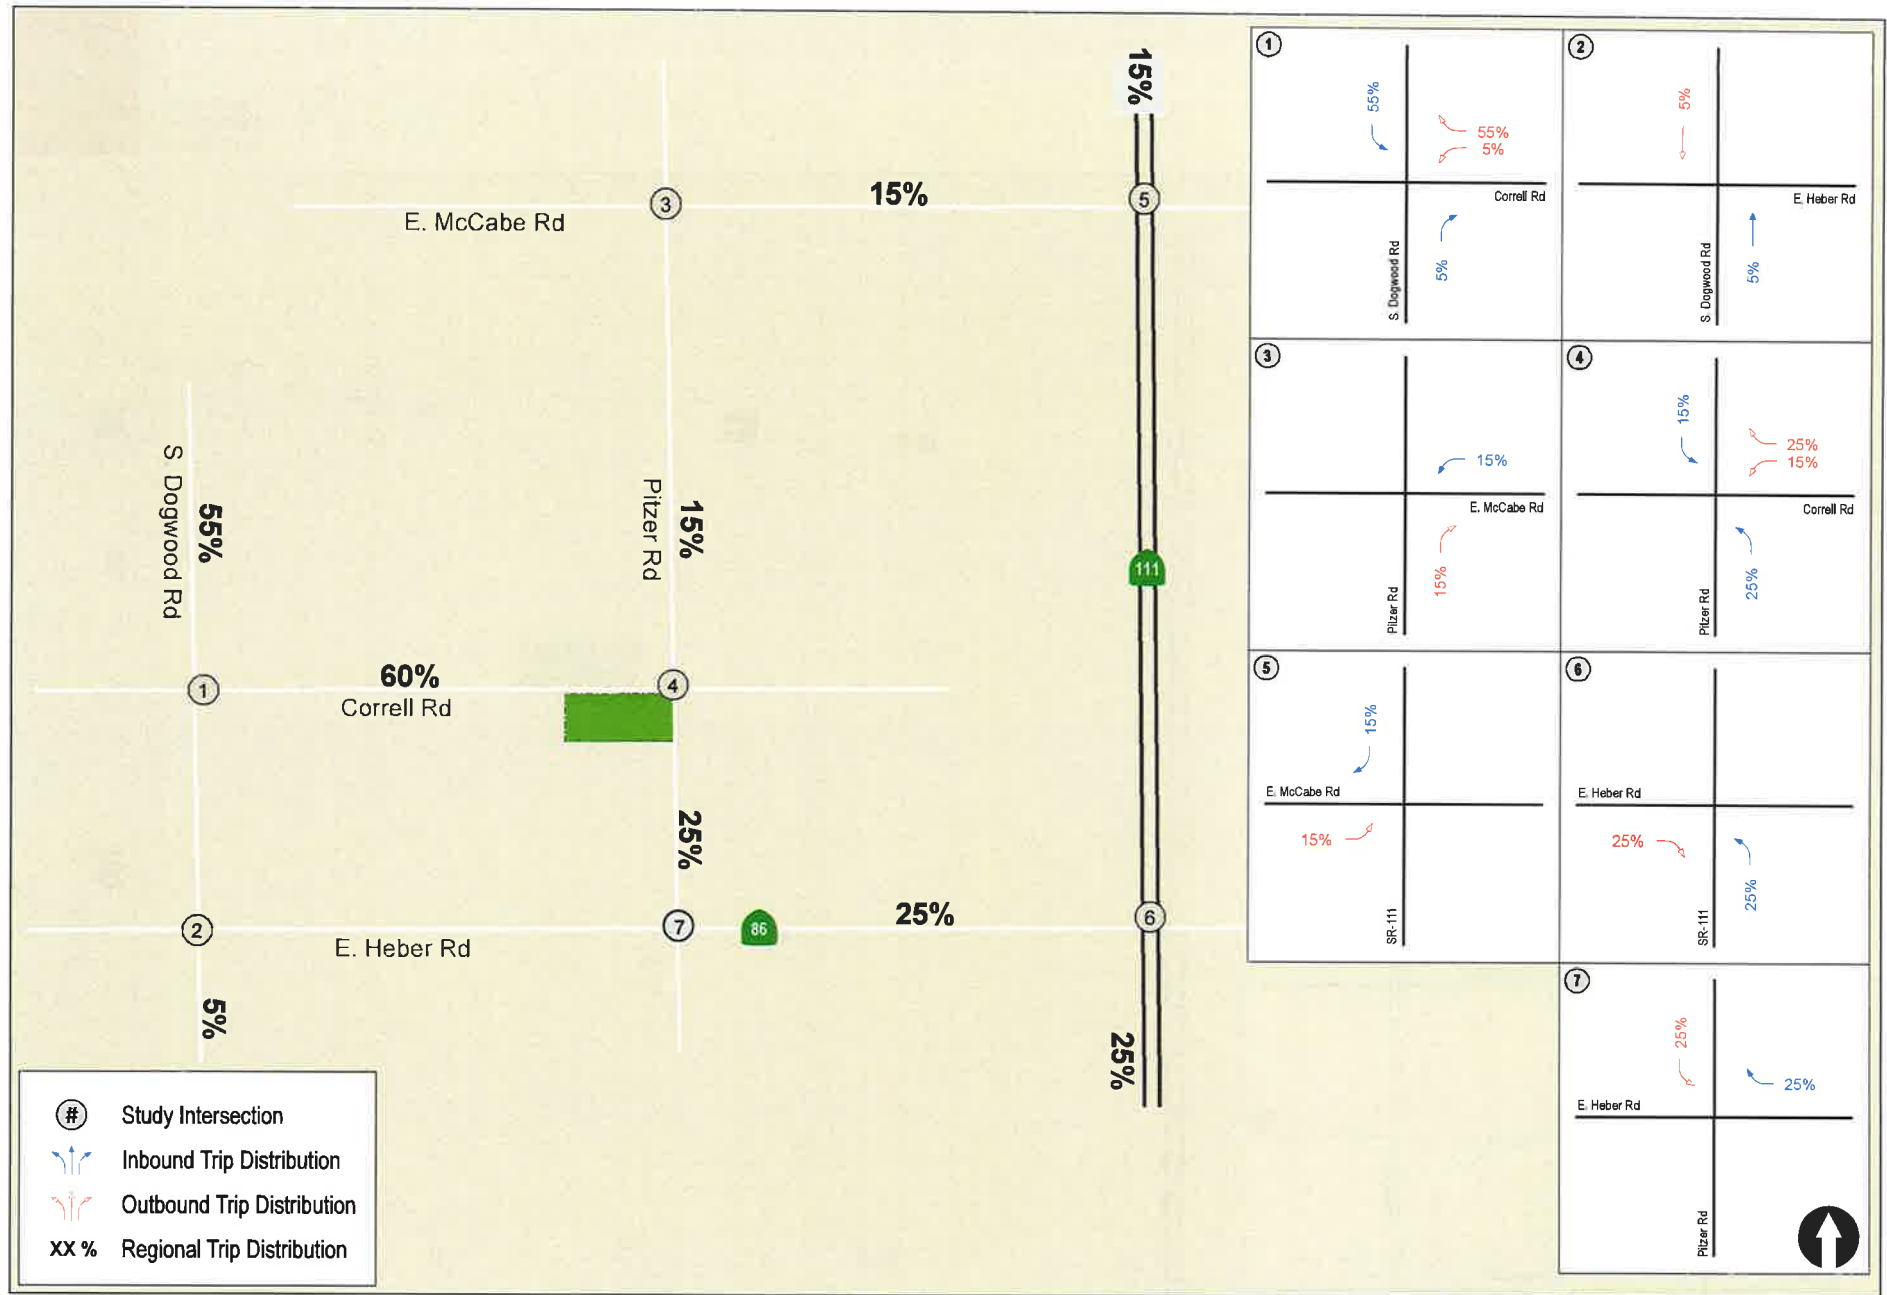 15%
3
15%
5
E. McCabe Rd
S. Dogwood Rd
55%
Pitzer Rd
15%
111
1
60%
4
Correll Rd
25%
2
7
86
25%
6
E. Heber Rd
5%
25%
# Study Intersection
Inbound Trip Distribution
Outbound Trip Distribution
XX % Regional Trip Distribution
1
55%
55%
5%
Correll Rd
5%
S. Dogwood Rd
2
5%
E. Heber Rd
5%
S. Dogwood Rd
3
15%
E. McCabe Rd
15%
Pitzer Rd
4
15%
25%
15%
Correll Rd
25%
Pitzer Rd
5
15%
E. McCabe Rd
15%
SR-111
6
E. Heber Rd
25%
25%
SR-111
7
25%
25%
E. Heber Rd
Pitzer Rd